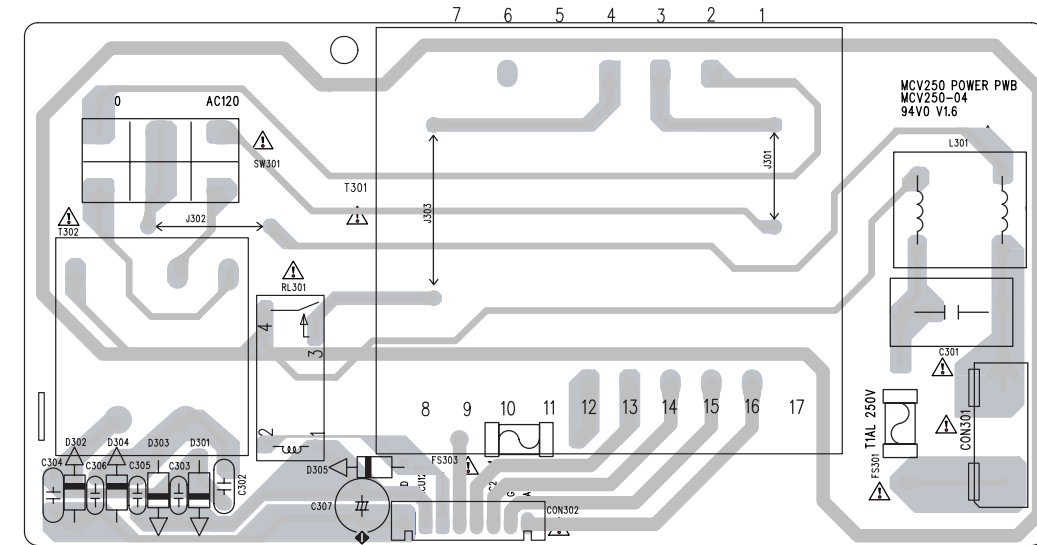 7 6 5 4 3 2 1
MCV250 POWER PWB
MCV250-04
94V0 V1.6
0 AC120
SW301
L301
T301
J301
J303
J302
T302
RL301
4
3
C301
8 9 10 11 12 13 14 15 16 17
T1AL 250V
FS301
CON301
2 1
D302 D304 D303 D301
C304 C306 C305 C303 C302
D305
FS303
D
G
A
C307
CON302